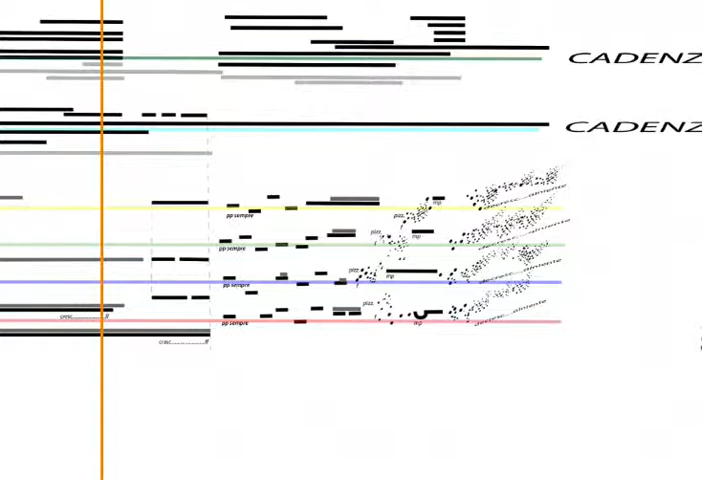 CADENZ
CADENZ
pp sempre
pizz.
mp
pp sempre
pizz.
mp
pp sempre
pizz.
mp
pp sempre
pizz.
mp
cresc..................ff
cresc..................ff